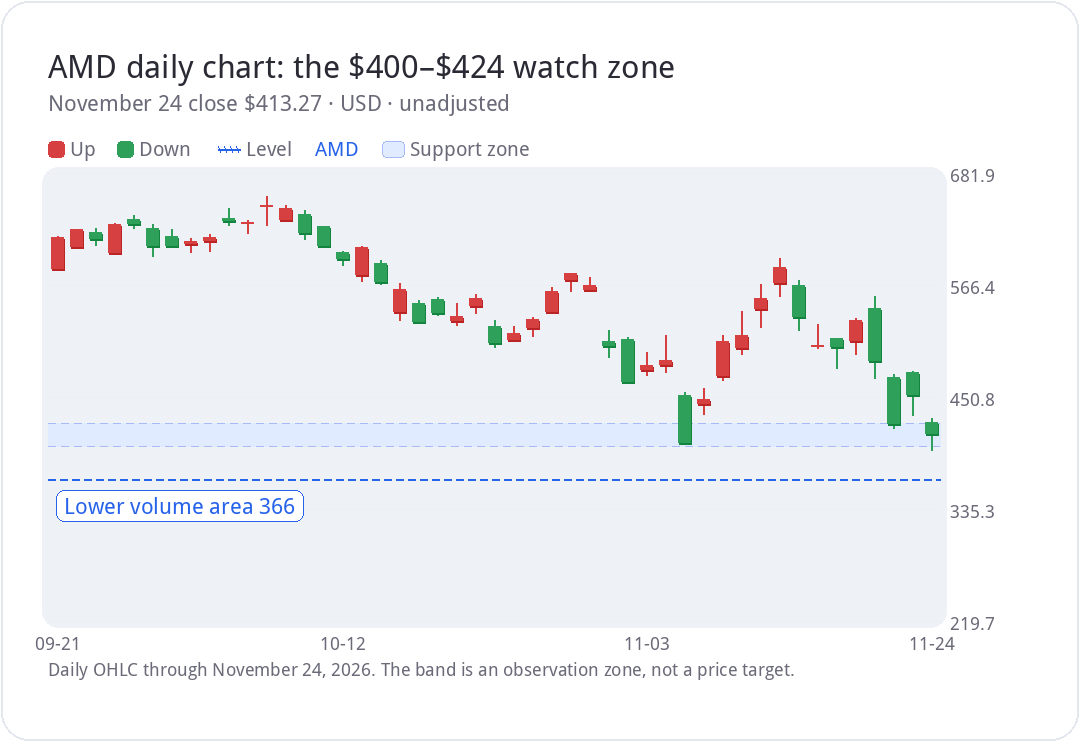 AMD daily chart: the $400–$424 watch zone
November 24 close $413.27 · USD · unadjusted
Up Down Level AMD Support zone
681.9
566.4
450.8
335.3
219.7
Lower volume area 366
09-21 10-12 11-03 11-24
Daily OHLC through November 24, 2026. The band is an observation zone, not a price target.